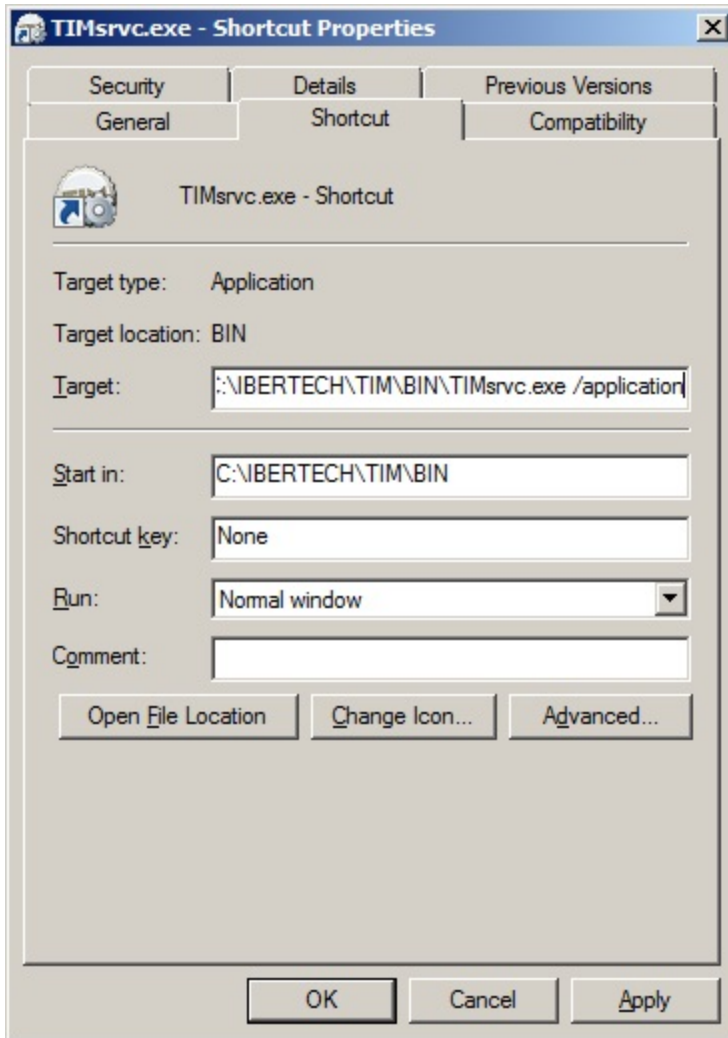 TIMsrvc.exe - Shortcut Properties
Security Details Previous Versions
General Shortcut Compatibility
TIMsrvc.exe - Shortcut
Target type: Application
Target location: BIN
Target: :\IBERTECH\TIM\BIN\TIMsrvc.exe /application
Start in: C:\IBERTECH\TIM\BIN
Shortcut key: None
Run: Normal window
Comment:
Open File Location Change Icon... Advanced...
OK Cancel Apply